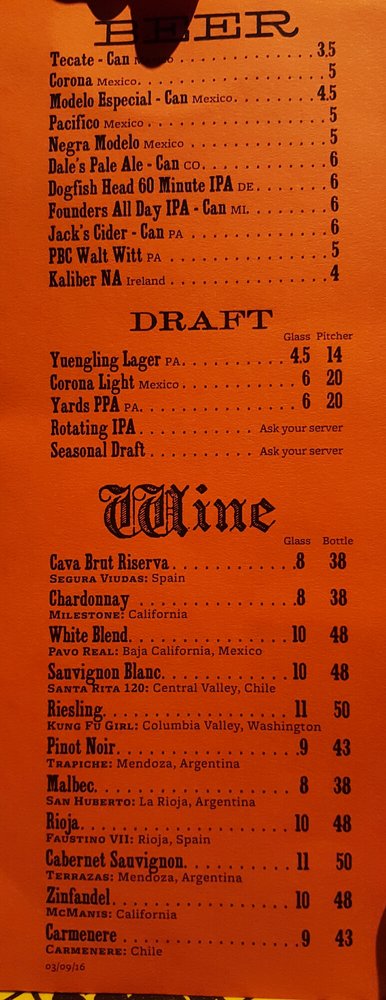 BEER
Tecate - Can Mexico . . . . . . . . . . . . . . . 3.5
Corona Mexico. . . . . . . . . . . . . . . . . . . 5
Modelo Especial - Can Mexico. . . . . . . . 4.5
Pacifico Mexico . . . . . . . . . . . . . . . . . . 5
Negra Modelo Mexico . . . . . . . . . . . . . 5
Dale's Pale Ale - Can CO. . . . . . . . . . . . 6
Dogfish Head 60 Minute IPA DE. . . . . . . 6
Founders All Day IPA - Can MI. . . . . . . . 6
Jack's Cider - Can PA . . . . . . . . . . . . . . 6
PBC Walt Witt PA . . . . . . . . . . . . . . . . 5
Kaliber NA Ireland . . . . . . . . . . . . . . . 4
DRAFT
Glass Pitcher
Yuengling Lager PA. . . . . . . . . . . . 4.5 14
Corona Light Mexico . . . . . . . . . . . 6 20
Yards PPA PA. . . . . . . . . . . . . . . . 6 20
Rotating IPA . . . . . . . . . . . Ask your server
Seasonal Draft . . . . . . . . . . Ask your server
Wine
Glass Bottle
Cava Brut Riserva . . . . . . . . . . . . .8 38
Segura Viudas: Spain
Chardonnay . . . . . . . . . . . . . . . . .8 38
Milestone: California
White Blend. . . . . . . . . . . . . . . . . 10 48
Pavo Real: Baja California, Mexico
Sauvignon Blanc. . . . . . . . . . . . . . 10 48
Santa Rita 120: Central Valley, Chile
Riesling. . . . . . . . . . . . . . . . . . . . 11 50
Kung Fu Girl: Columbia Valley, Washington
Pinot Noir. . . . . . . . . . . . . . . . . . .9 43
Trapiche: Mendoza, Argentina
Malbec. . . . . . . . . . . . . . . . . . . . . 8 38
San Huberto: La Rioja, Argentina
Rioja. . . . . . . . . . . . . . . . . . . . . . 10 48
Faustino VII: Rioja, Spain
Cabernet Sauvignon. . . . . . . . . . . . 11 50
Terrazas: Mendoza, Argentina
Zinfandel . . . . . . . . . . . . . . . . . . . 10 48
McManis: California
Carmenere . . . . . . . . . . . . . . . . . .9 43
Carmenere: Chile
03/09/16